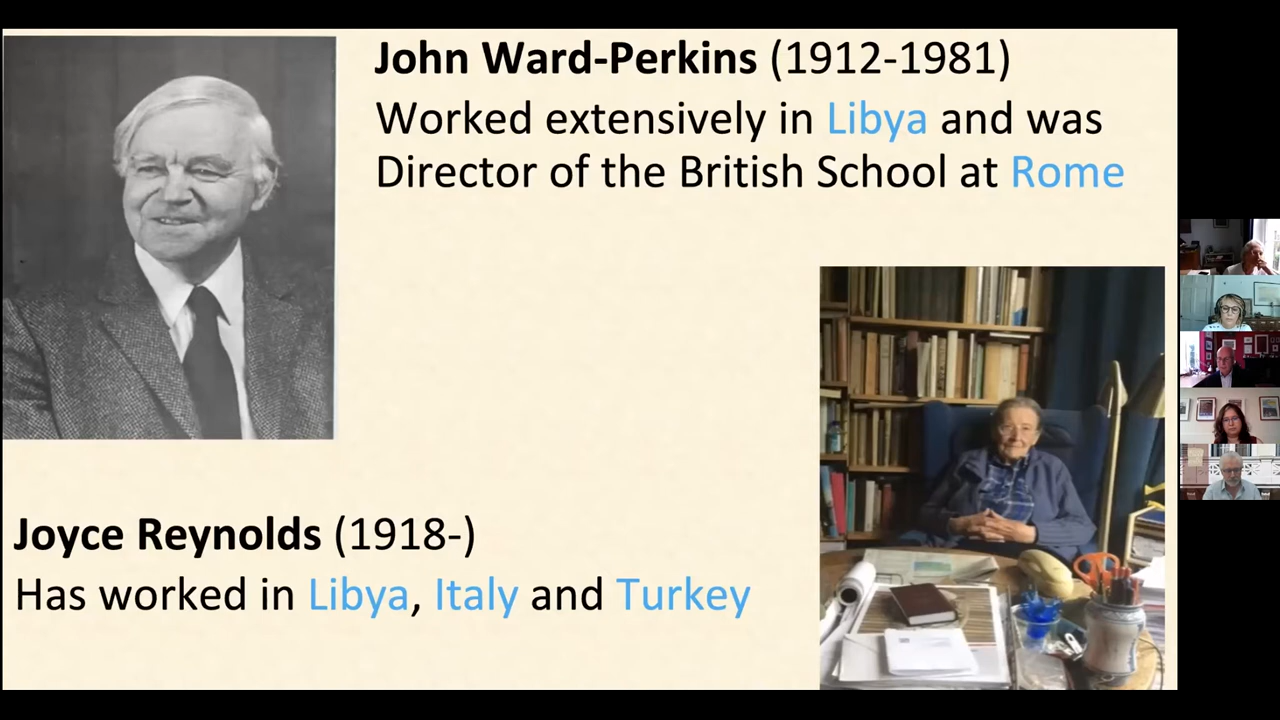 John Ward-Perkins (1912-1981)
Worked extensively in Libya and was
Director of the British School at Rome
Joyce Reynolds (1918-)
Has worked in Libya, Italy and Turkey